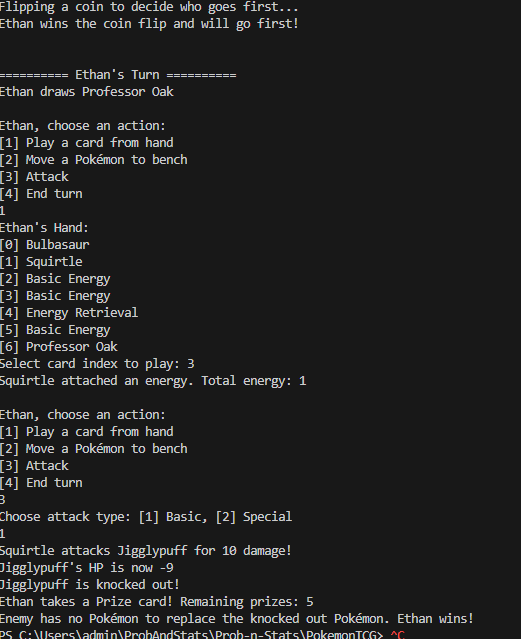 Flipping a coin to decide who goes first...
Ethan wins the coin flip and will go first!
========== Ethan's Turn ==========
Ethan draws Professor Oak
Ethan, choose an action:
[1] Play a card from hand
[2] Move a Pokémon to bench
[3] Attack
[4] End turn
1
Ethan's Hand:
[0] Bulbasaur
[1] Squirtle
[2] Basic Energy
[3] Basic Energy
[4] Energy Retrieval
[5] Basic Energy
[6] Professor Oak
Select card index to play: 3
Squirtle attached an energy. Total energy: 1
Ethan, choose an action:
[1] Play a card from hand
[2] Move a Pokémon to bench
[3] Attack
[4] End turn
3
Choose attack type: [1] Basic, [2] Special
1
Squirtle attacks Jigglypuff for 10 damage!
Jigglypuff's HP is now -9
Jigglypuff is knocked out!
Ethan takes a Prize card! Remaining prizes: 5
Enemy has no Pokémon to replace the knocked out Pokémon. Ethan wins!
PS C:\Users\admin\ProbAndStats\Prob-n-Stats\PokemonTCG> ^C